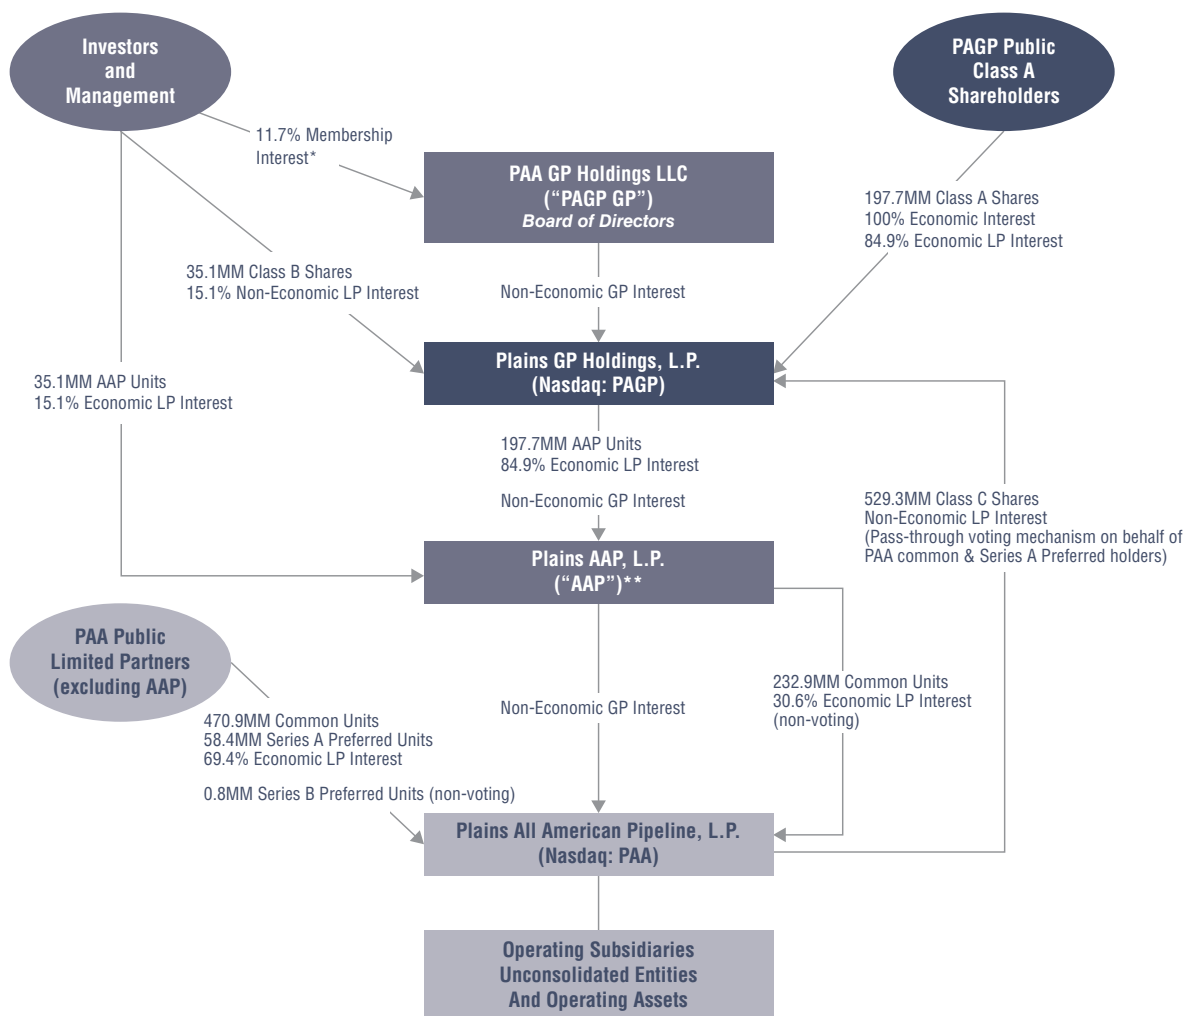 Investors
and
Management
PAGP Public
Class A
Shareholders
11.7% Membership
Interest*
PAA GP Holdings LLC
(“PAGP GP”)
Board of Directors
197.7MM Class A Shares
100% Economic Interest
84.9% Economic LP Interest
35.1MM Class B Shares
15.1% Non-Economic LP Interest
Non-Economic GP Interest
Plains GP Holdings, L.P.
(Nasdaq: PAGP)
35.1MM AAP Units
15.1% Economic LP Interest
197.7MM AAP Units
84.9% Economic LP Interest
Non-Economic GP Interest
529.3MM Class C Shares
Non-Economic LP Interest
(Pass-through voting mechanism on behalf of
PAA common & Series A Preferred holders)
Plains AAP, L.P.
(“AAP”)**
PAA Public
Limited Partners
(excluding AAP)
232.9MM Common Units
30.6% Economic LP Interest
(non-voting)
Non-Economic GP Interest
470.9MM Common Units
58.4MM Series A Preferred Units
69.4% Economic LP Interest
0.8MM Series B Preferred Units (non-voting)
Plains All American Pipeline, L.P.
(Nasdaq: PAA)
Operating Subsidiaries
Unconsolidated Entities
And Operating Assets